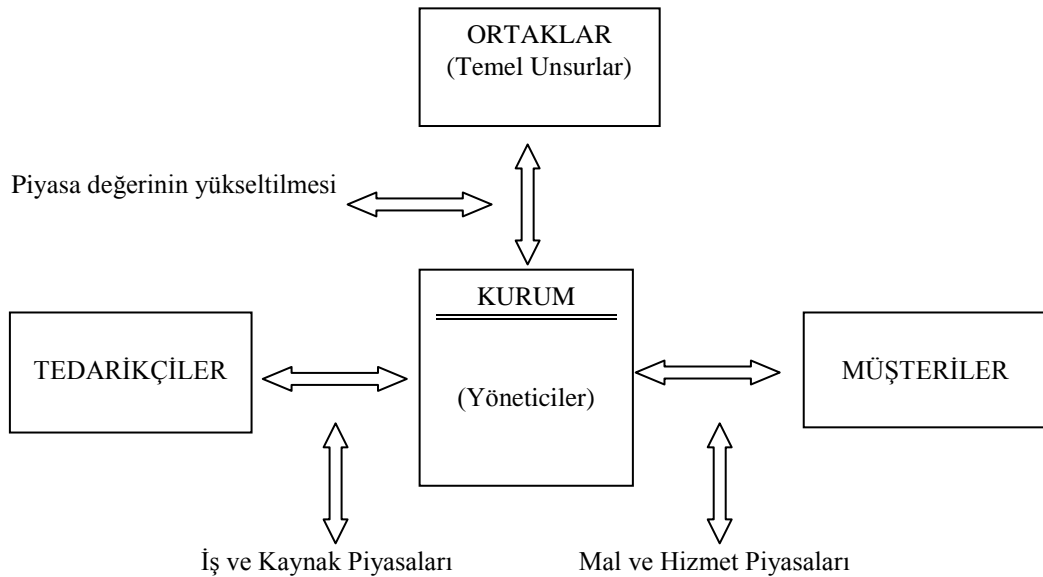 ORTAKLAR
(Temel Unsurlar)
Piyasa değerinin yükseltilmesi
KURUM
(Yöneticiler)
TEDARİKÇİLER
MÜŞTERİLER
İş ve Kaynak Piyasaları
Mal ve Hizmet Piyasaları